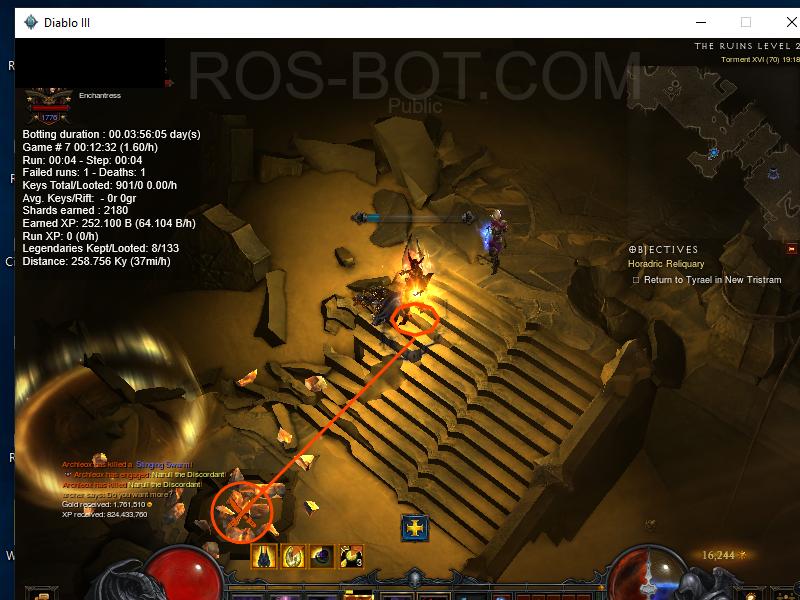 Diablo III
THE RUINS LEVEL 2
Torment XVI (70) 19:18
ROS-BOT.COM
Public
Enchantress
1776
Botting duration : 00.03:56:05 day(s)
Game # 7 00:12:32 (1.60/h)
Run: 00:04 - Step: 00:04
Failed runs: 1 - Deaths: 1
Keys Total/Looted: 901/0 0.00/h
Avg. Keys/Rift:  - 0r 0gr
Shards earned : 2180
Earned XP: 252.100 B (64.104 B/h)
Run XP: 0 (0/h)
Legendaries Kept/Looted: 8/133
Distance: 258.756 Ky (37mi/h)
OBJECTIVES
Horadric Reliquary
Return to Tyrael in New Tristram
Archleox has killed a Stinging Swarm!
Archleox has engaged Narull the Discordant!
Archleox has killed Narull the Discordant!
says: Do you want more?
Gold received: 1,761,510
XP received: 824,433,760
3
16,244